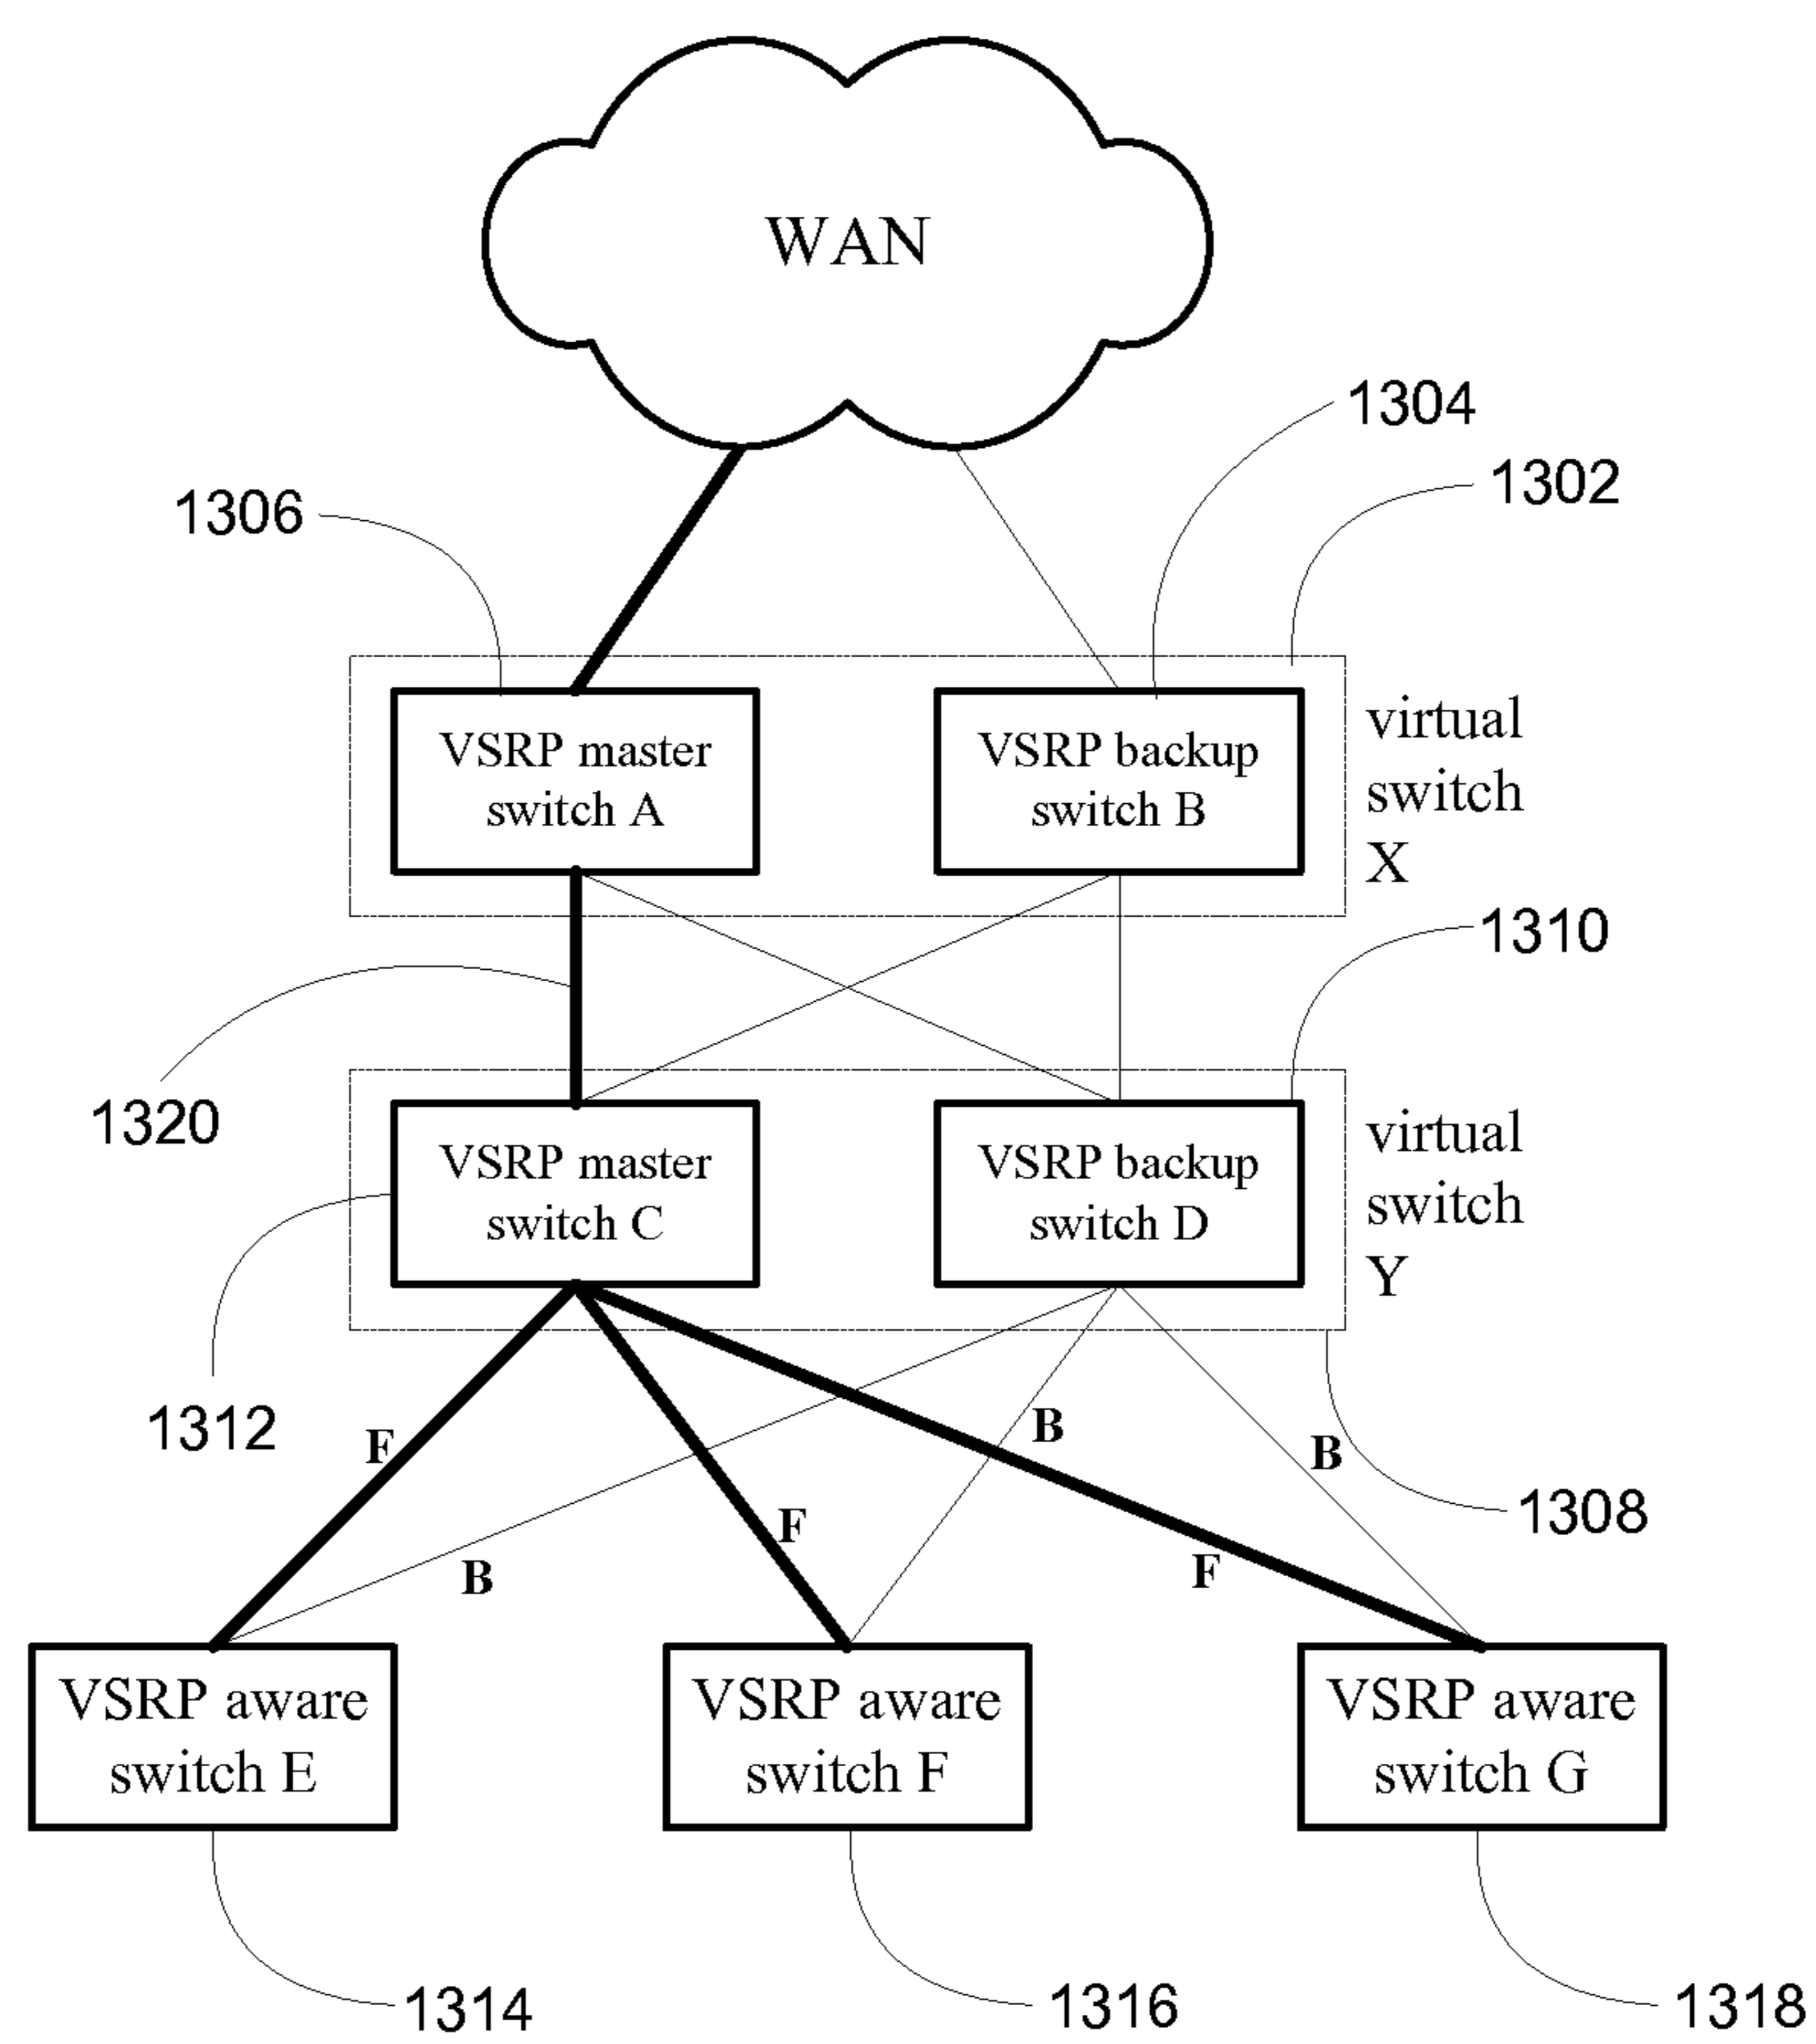 WAN
1304
1302
1306
VSRP master
switch A
VSRP backup
switch B
virtual
switch
X
1310
1320
VSRP master
switch C
VSRP backup
switch D
virtual
switch
Y
1312
F
B
B
F
B
F
1308
VSRP aware
switch E
VSRP aware
switch F
VSRP aware
switch G
1314
1316
1318